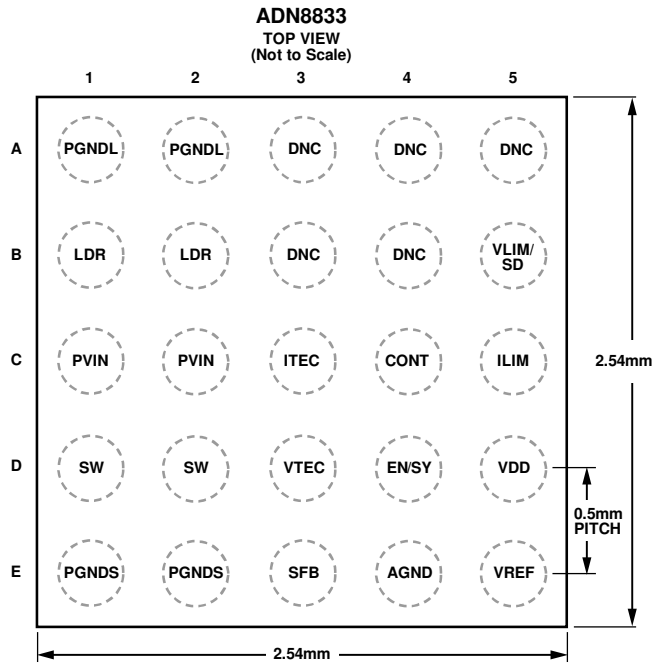 ADN8833
TOP VIEW
(Not to Scale)
1 2 3 4 5
A PGNDL PGNDL DNC DNC DNC
B LDR LDR DNC DNC VLIM/
SD
C PVIN PVIN ITEC CONT ILIM
2.54mm
D SW SW VTEC EN/SY VDD
0.5mm
PITCH
E PGNDS PGNDS SFB AGND VREF
2.54mm